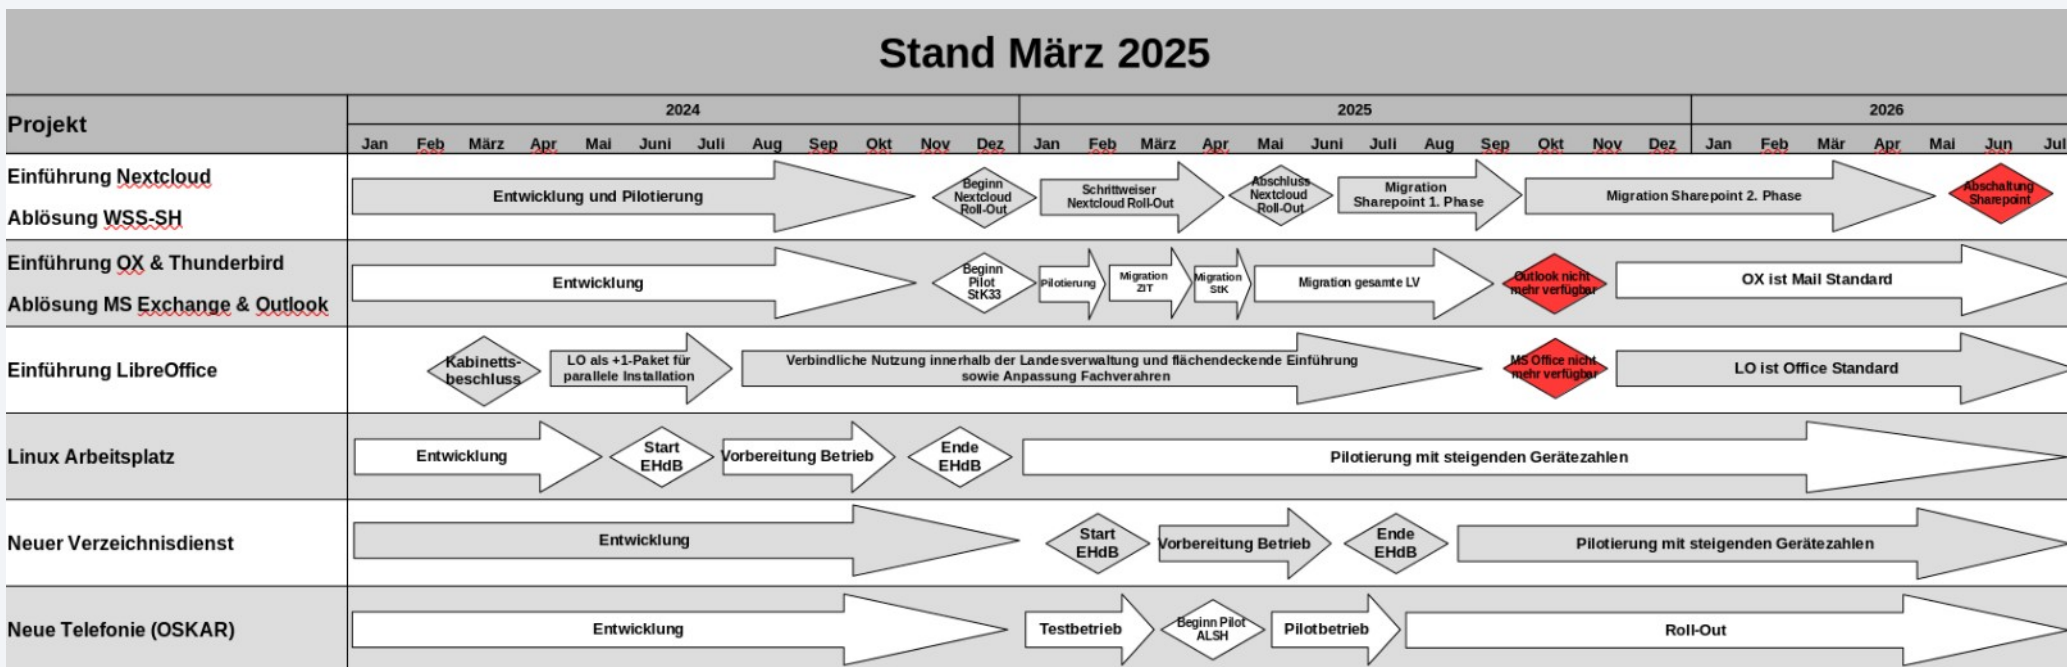 Stand März 2025
Projekt
2024
2025
2026
Jan Feb März Apr Mai Juni Juli Aug Sep Okt Nov Dez Jan Feb März Apr Mai Juni Juli Aug Sep Okt Nov Dez Jan Feb Mär Apr Mai Jun Jul
Einführung Nextcloud
Ablösung WSS-SH
Entwicklung und Pilotierung
Beginn
Nextcloud
Roll-Out
Schrittweiser
Nextcloud Roll-Out
Abschluss
Nextcloud
Roll-Out
Migration
Sharepoint 1. Phase
Migration Sharepoint 2. Phase
Abschaltung
Sharepoint
Einführung OX & Thunderbird
Ablösung MS Exchange & Outlook
Entwicklung
Beginn
Pilot
StK33
Pilotierung
Migration
ZIT
Migration
StK
Migration gesamte LV
Outlook nicht
mehr verfügbar
OX ist Mail Standard
Einführung LibreOffice
Kabinetts-
beschluss
LO als +1-Paket für
parallele Installation
Verbindliche Nutzung innerhalb der Landesverwaltung und flächendeckende Einführung
sowie Anpassung Fachverahren
MS Office nicht
mehr verfügbar
LO ist Office Standard
Linux Arbeitsplatz
Entwicklung
Start
EHdB
Vorbereitung Betrieb
Ende
EHdB
Pilotierung mit steigenden Gerätezahlen
Neuer Verzeichnisdienst
Entwicklung
Start
EHdB
Vorbereitung Betrieb
Ende
EHdB
Pilotierung mit steigenden Gerätezahlen
Neue Telefonie (OSKAR)
Entwicklung
Testbetrieb
Beginn Pilot
ALSH
Pilotbetrieb
Roll-Out